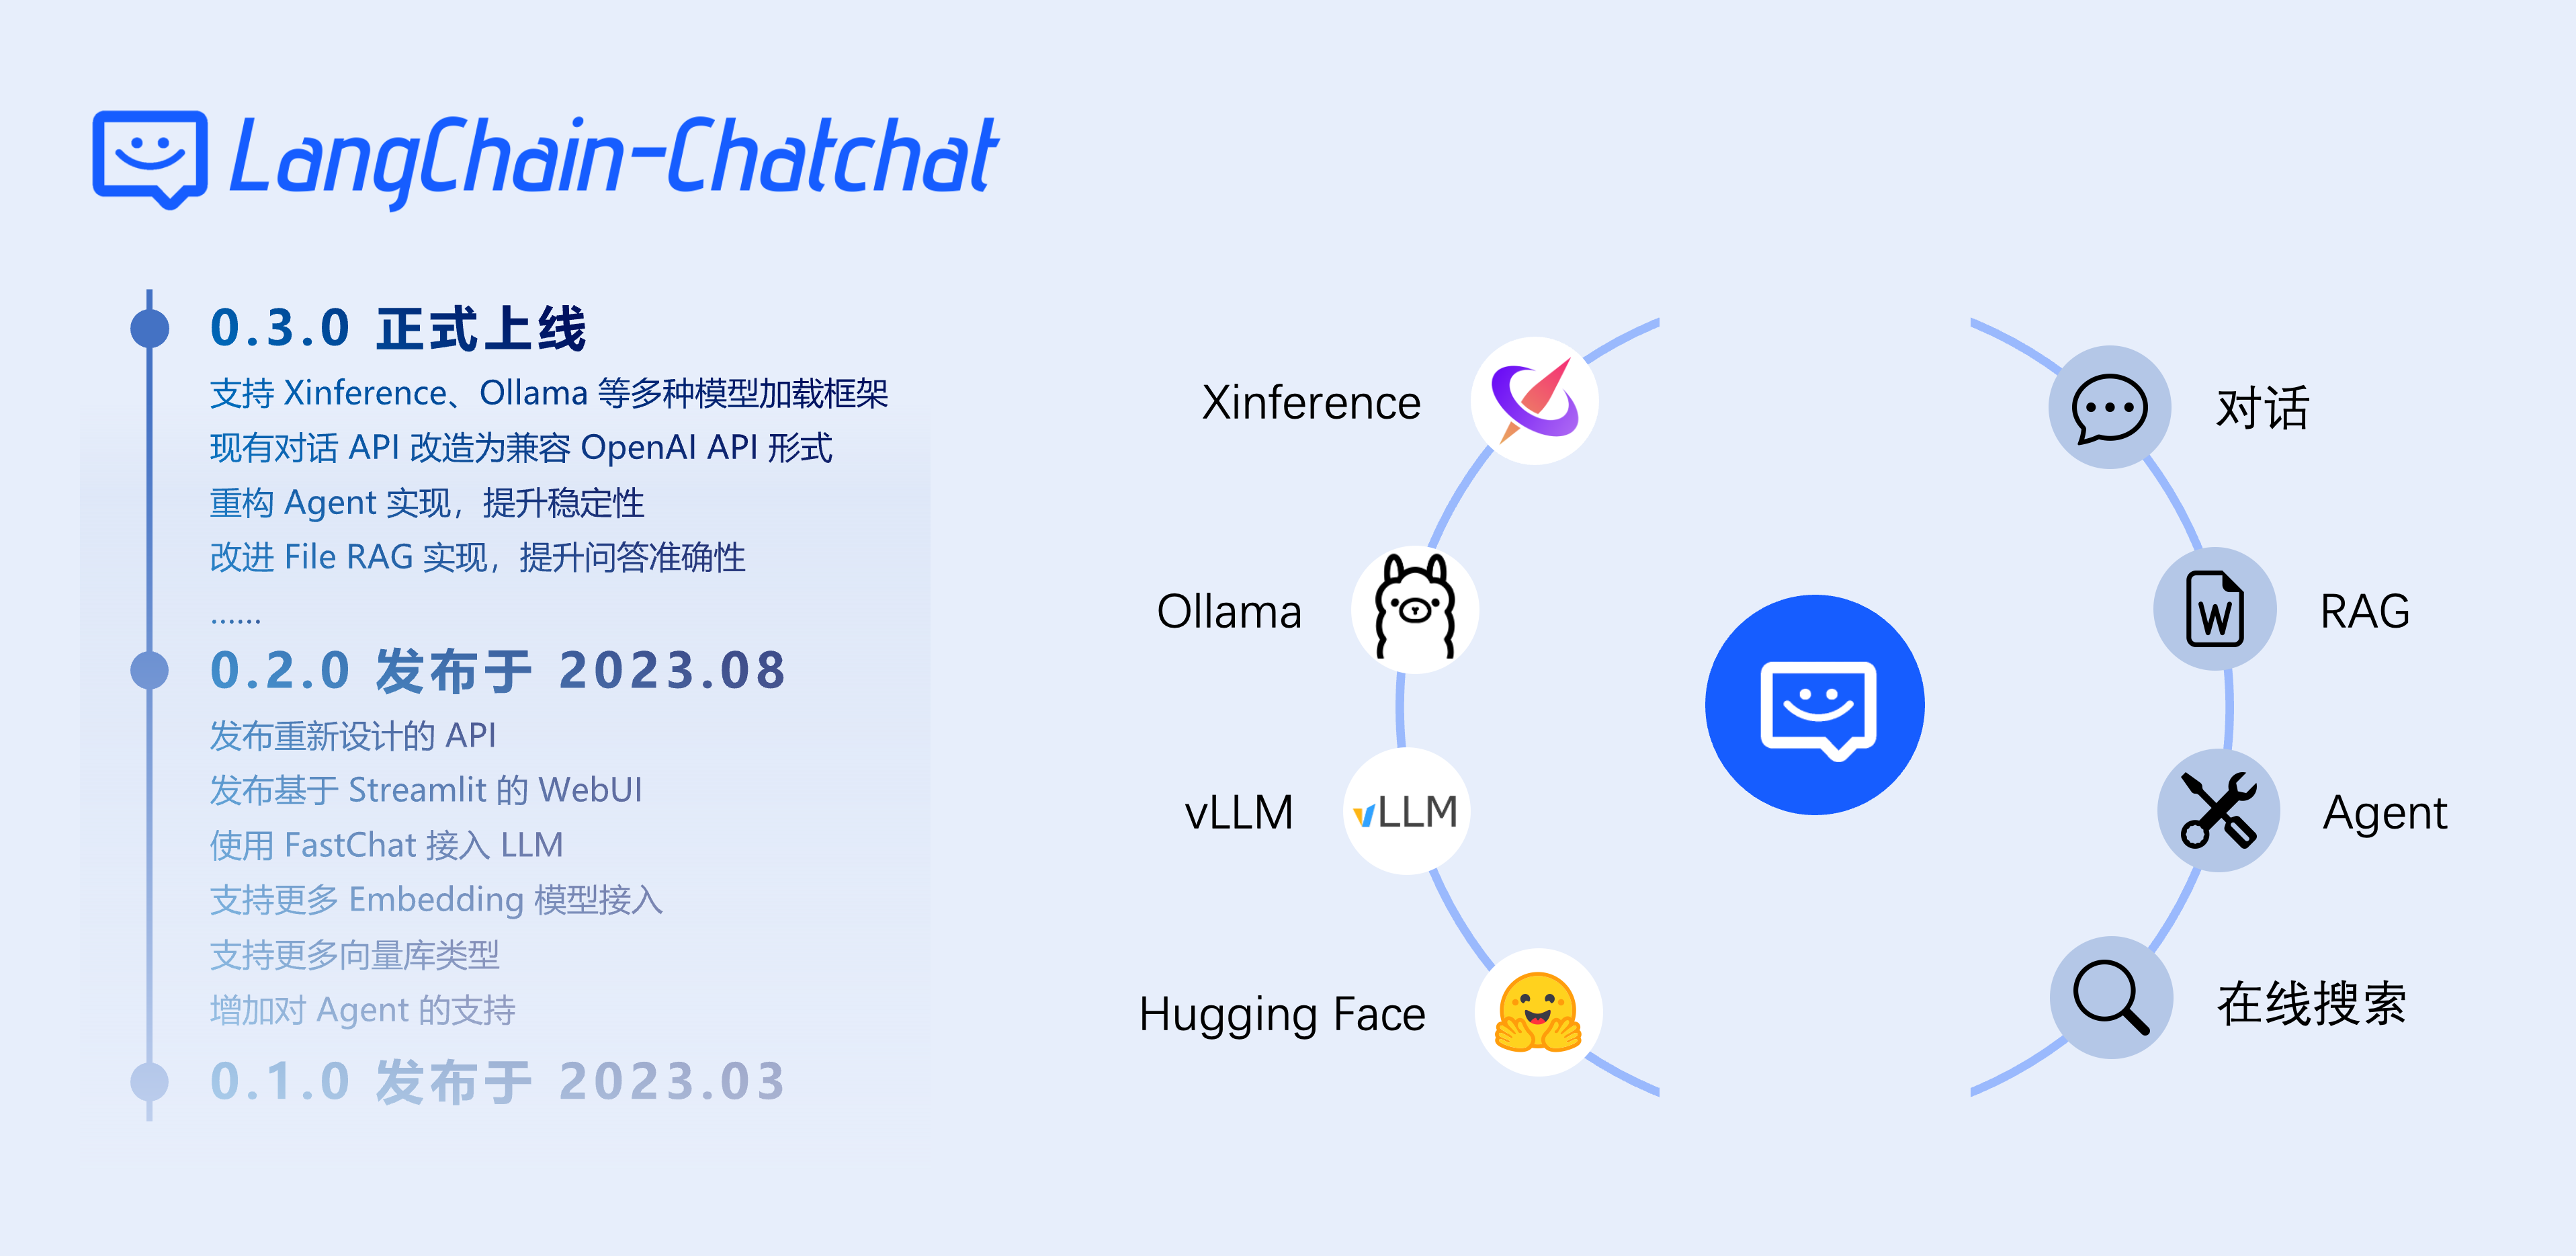 LangChain-Chatchat
0.3.0 正式上线
支持 Xinference、Ollama 等多种模型加载框架
现有对话 API 改造为兼容 OpenAI API 形式
重构 Agent 实现，提升稳定性
改进 File RAG 实现，提升问答准确性
......
0.2.0 发布于 2023.08
发布重新设计的 API
发布基于 Streamlit 的 WebUI
使用 FastChat 接入 LLM
支持更多 Embedding 模型接入
支持更多向量库类型
增加对 Agent 的支持
0.1.0 发布于 2023.03
Xinference
Ollama
vLLM
vLLM
Hugging Face
对话
W
RAG
Agent
在线搜索